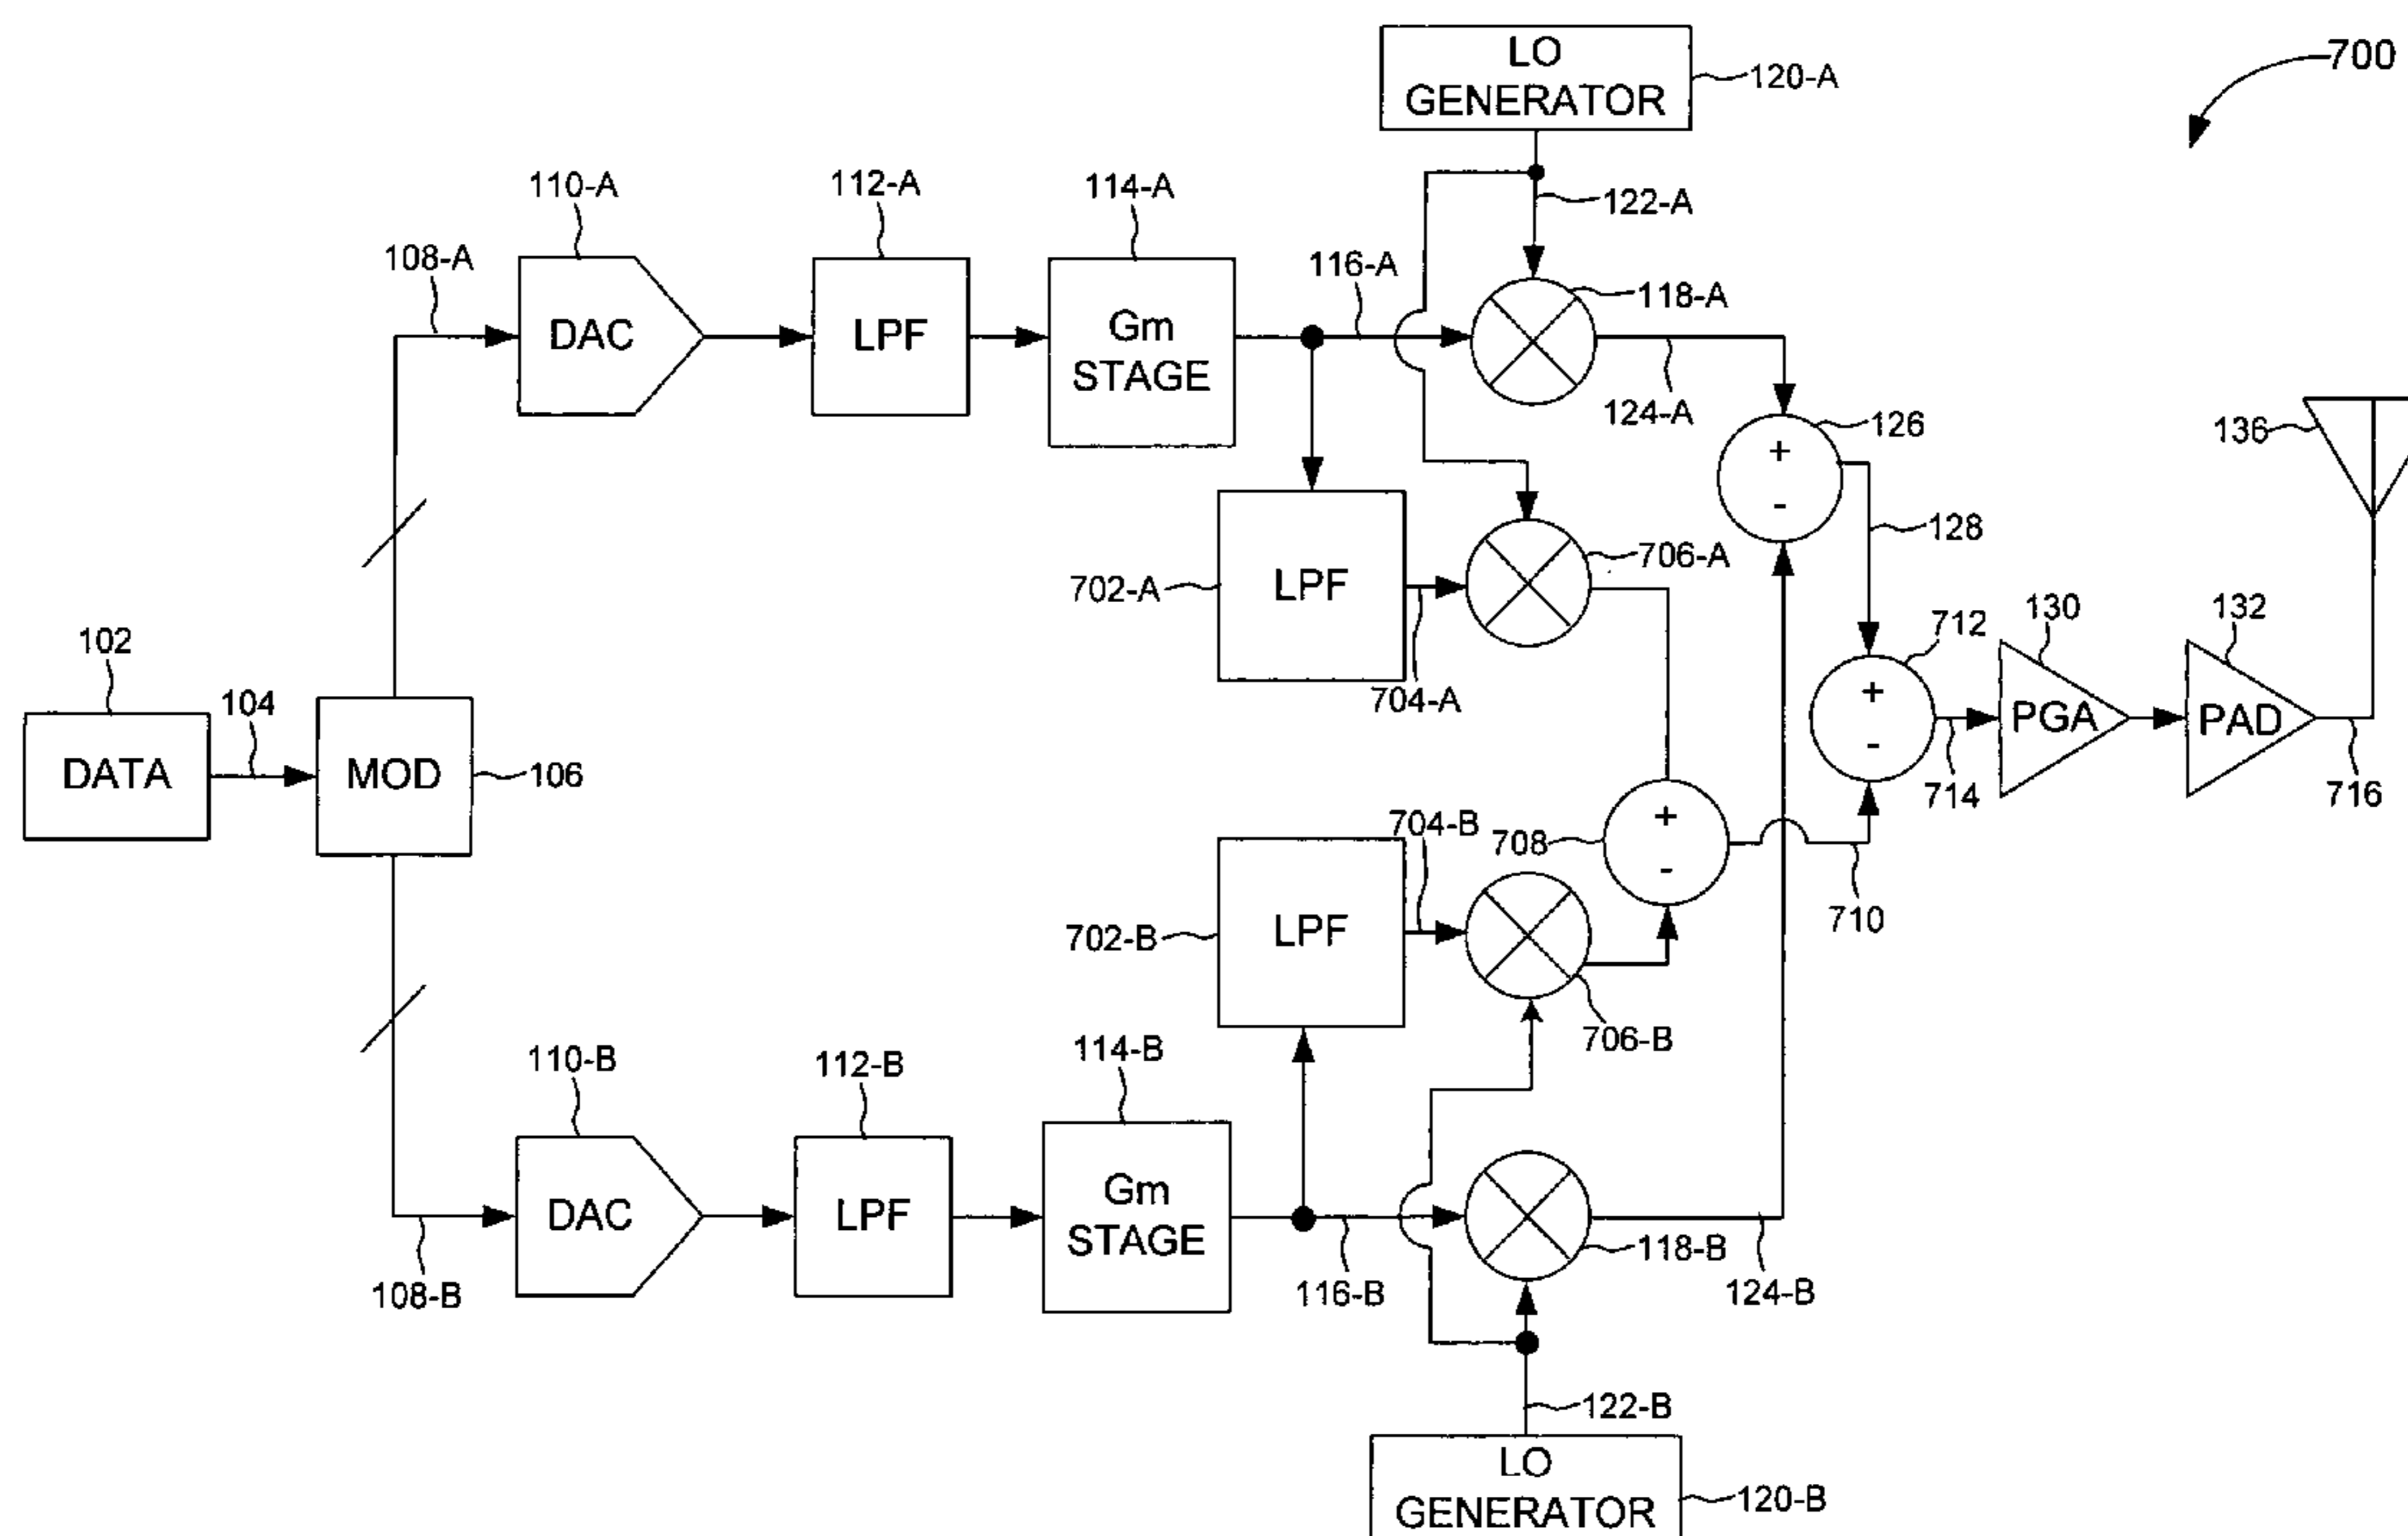 LO
GENERATOR
120-A
700
110-A
112-A
114-A
122-A
108-A
116-A
118-A
DAC
LPF
Gm
STAGE
124-A
126
+
-
136
128
702-A
LPF
706-A
704-A
102
104
DATA
MOD
106
712
130
132
+
-
PGA
PAD
714
716
704-B
708
+
-
702-B
LPF
710
706-B
110-B
112-B
114-B
DAC
LPF
Gm
STAGE
118-B
108-B
116-B
124-B
122-B
LO
GENERATOR
120-B